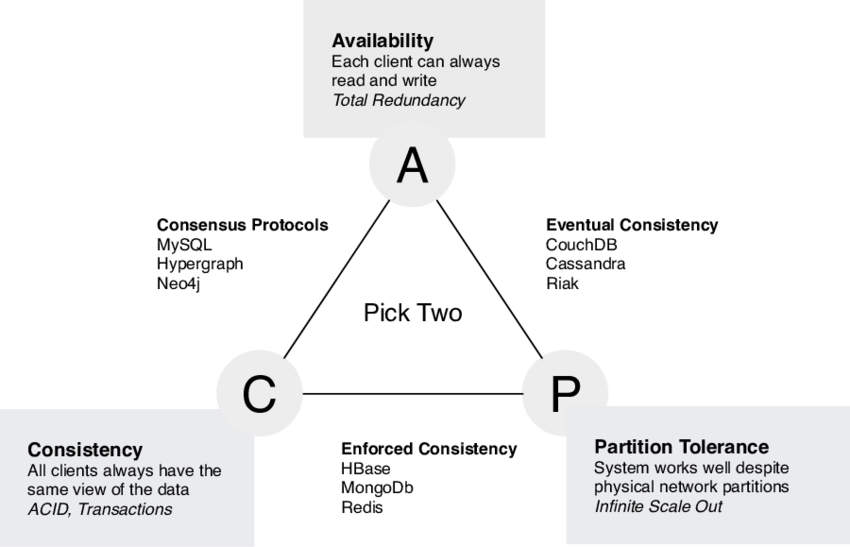 Availability
Each client can always
read and write
Total Redundancy
A
Consensus Protocols
MySQL
Hypergraph
Neo4j
Eventual Consistency
CouchDB
Cassandra
Riak
Pick Two
C
P
Consistency
All clients always have the
same view of the data
ACID, Transactions
Enforced Consistency
HBase
MongoDb
Redis
Partition Tolerance
System works well despite
physical network partitions
Infinite Scale Out